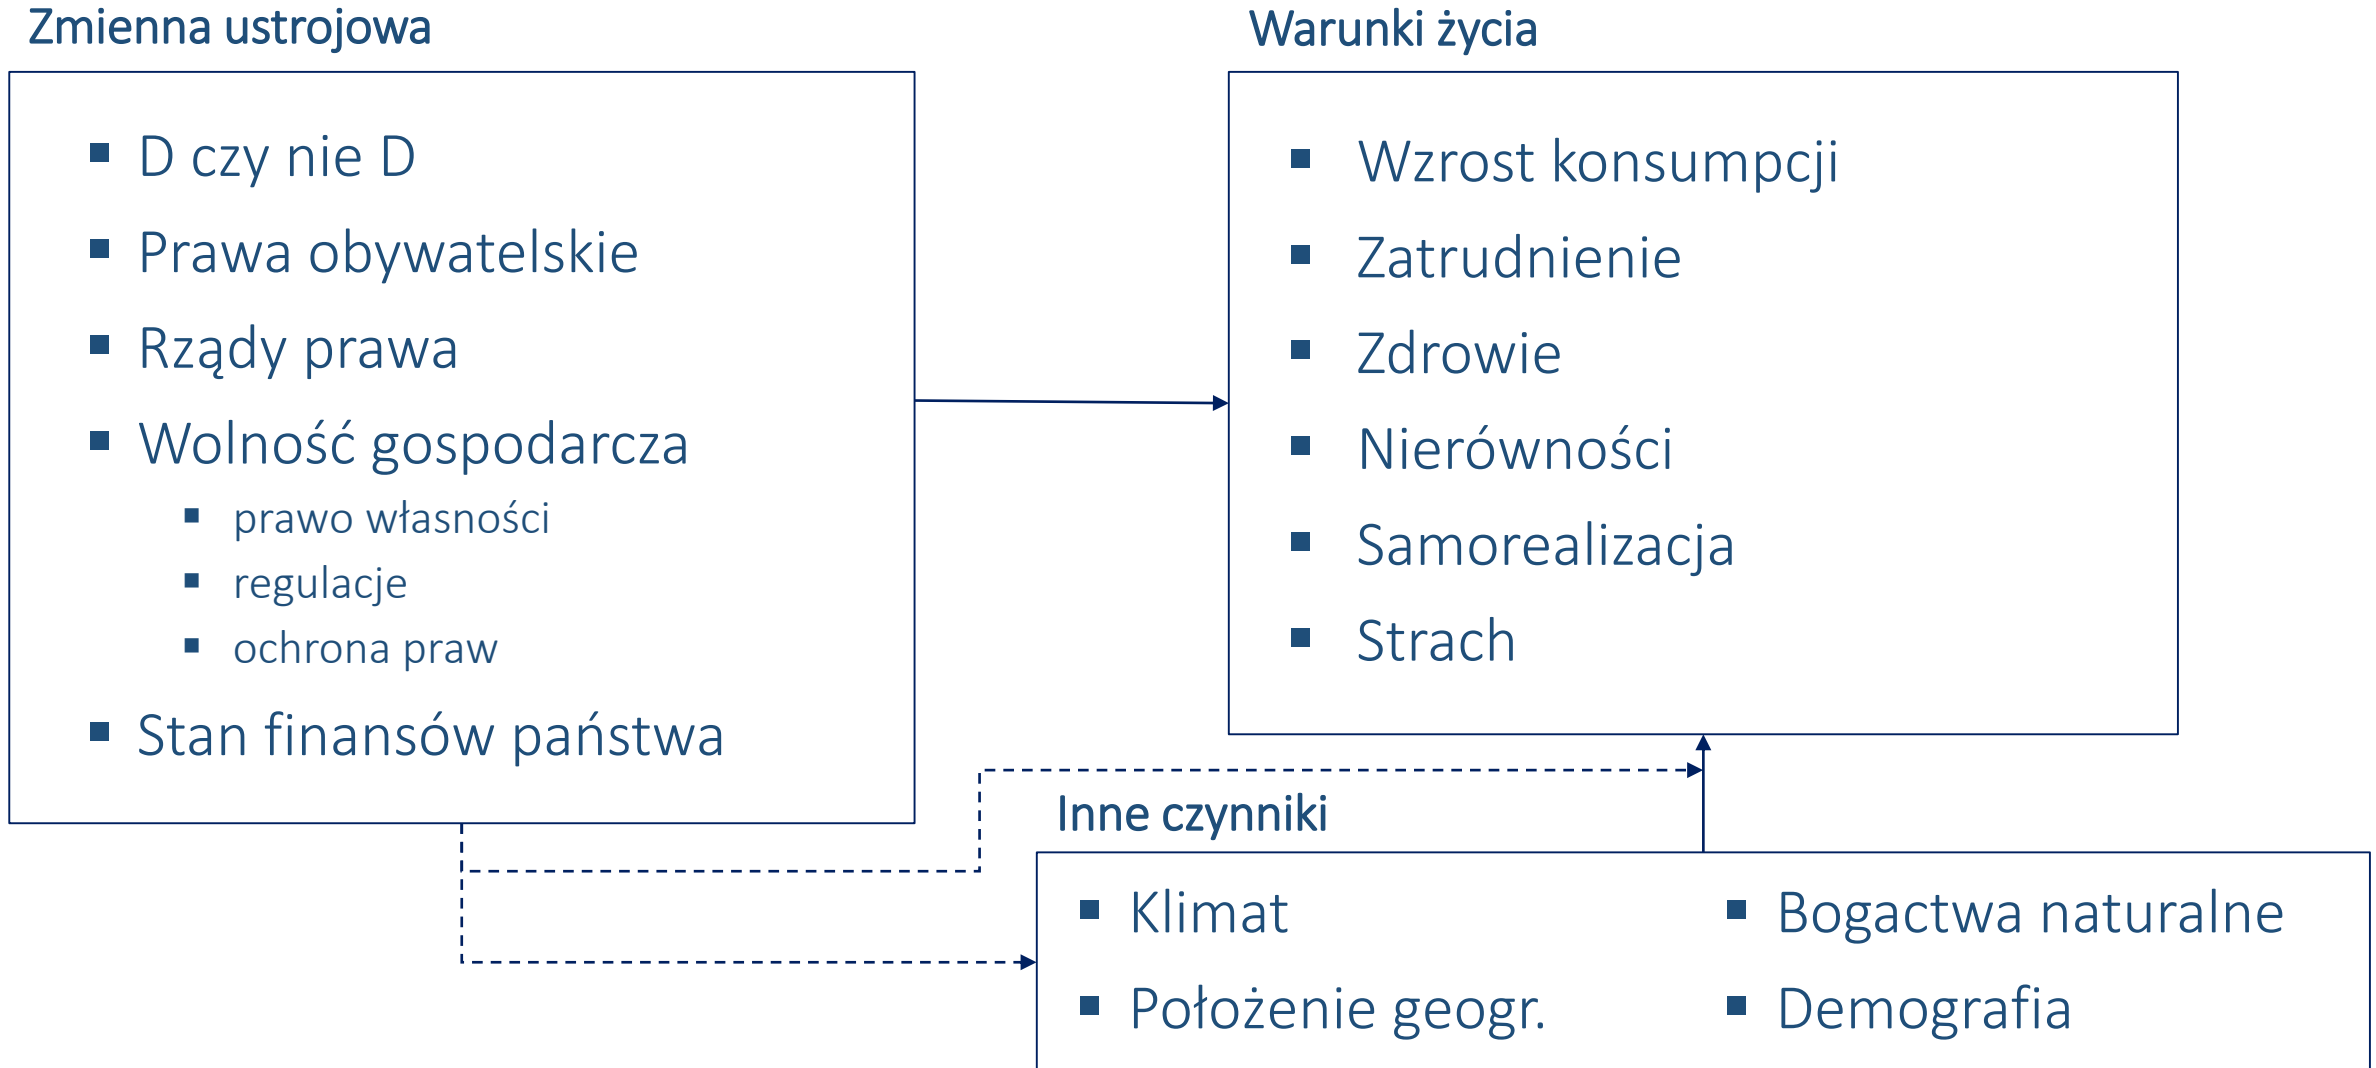 Zmienna ustrojowa
D czy nie D
Prawa obywatelskie
Rządy prawa
Wolność gospodarcza
prawo własności
regulacje
ochrona praw
Stan finansów państwa
Warunki życia
Wzrost konsumpcji
Zatrudnienie
Zdrowie
Nierówności
Samorealizacja
Strach
Inne czynniki
Klimat
Położenie geogr.
Bogactwa naturalne
Demografia